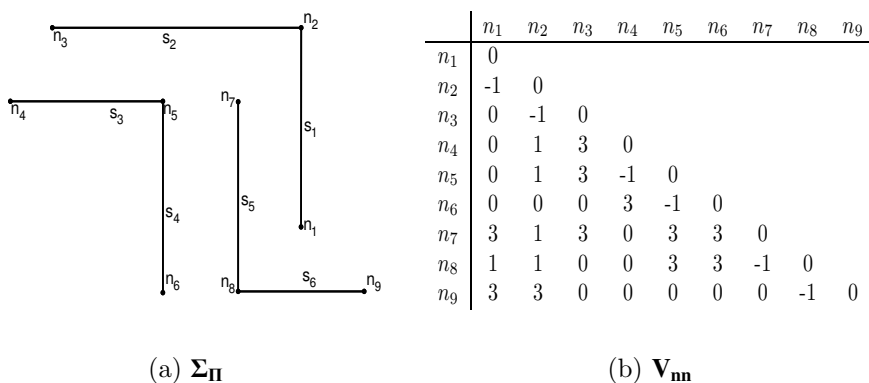 n2
n3 s2
n4 s3 n5 n7
s1
s4 s5
n1
n6 n8 s6 n9
(a) ΣΠ
n1 n2 n3 n4 n5 n6 n7 n8 n9
n1 0
n2 -1 0
n3 0 -1 0
n4 0 1 3 0
n5 0 1 3 -1 0
n6 0 0 0 3 -1 0
n7 3 1 3 0 3 3 0
n8 1 1 0 0 3 3 -1 0
n9 3 3 0 0 0 0 0 -1 0
(b) Vnn